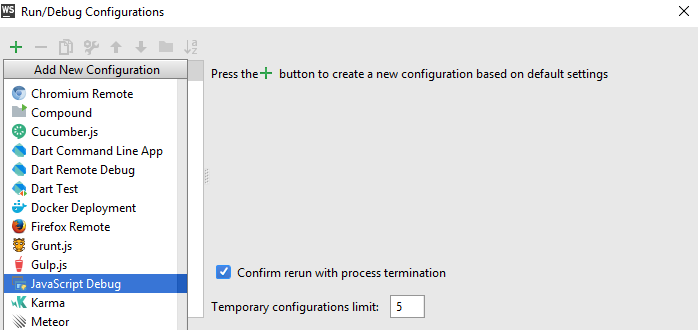 WS Run/Debug Configurations
Add New Configuration
Press the + button to create a new configuration based on default settings
Chromium Remote
Compound
Cucumber.js
Dart Command Line App
Dart Remote Debug
Dart Test
Docker Deployment
Firefox Remote
Grunt.js
Gulp.js
JavaScript Debug
Karma
Meteor
Confirm rerun with process termination
Temporary configurations limit: 5